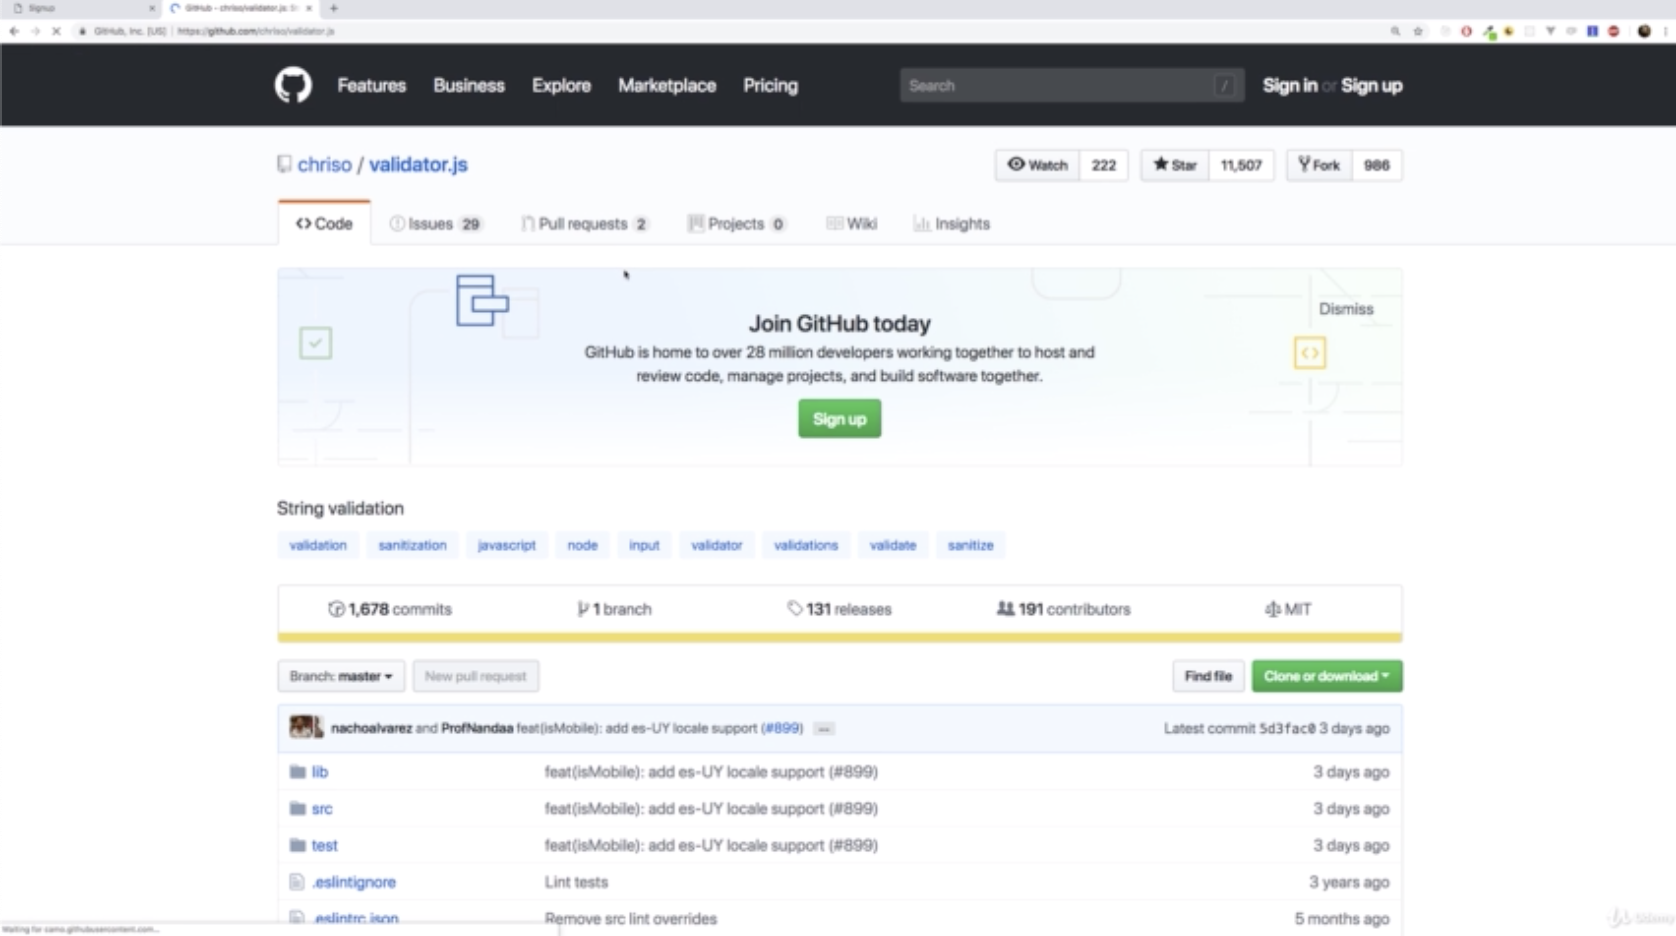 Signup
GitHub - chriso/validator.js: St
GitHub, Inc. [US] https://github.com/chriso/validator.js
Features Business Explore Marketplace Pricing Search / Sign in or Sign up
chriso / validator.js Watch 222 Star 11,507 Fork 986
Code Issues 29 Pull requests 2 Projects 0 Wiki Insights
Dismiss
Join GitHub today
GitHub is home to over 28 million developers working together to host and
review code, manage projects, and build software together.
Sign up
String validation
validation sanitization javascript node input validator validations validate sanitize
1,678 commits 1 branch 131 releases 191 contributors MIT
Branch: master New pull request Find file Clone or download
nachoalvarez and ProfNandaa feat(isMobile): add es-UY locale support (#899) ... Latest commit 5d3fac0 3 days ago
lib feat(isMobile): add es-UY locale support (#899) 3 days ago
src feat(isMobile): add es-UY locale support (#899) 3 days ago
test feat(isMobile): add es-UY locale support (#899) 3 days ago
.eslintignore Lint tests 3 years ago
.eslintrc.json Remove src lint overrides 5 months ago
Waiting for camo.githubusercontent.com...
Udemy